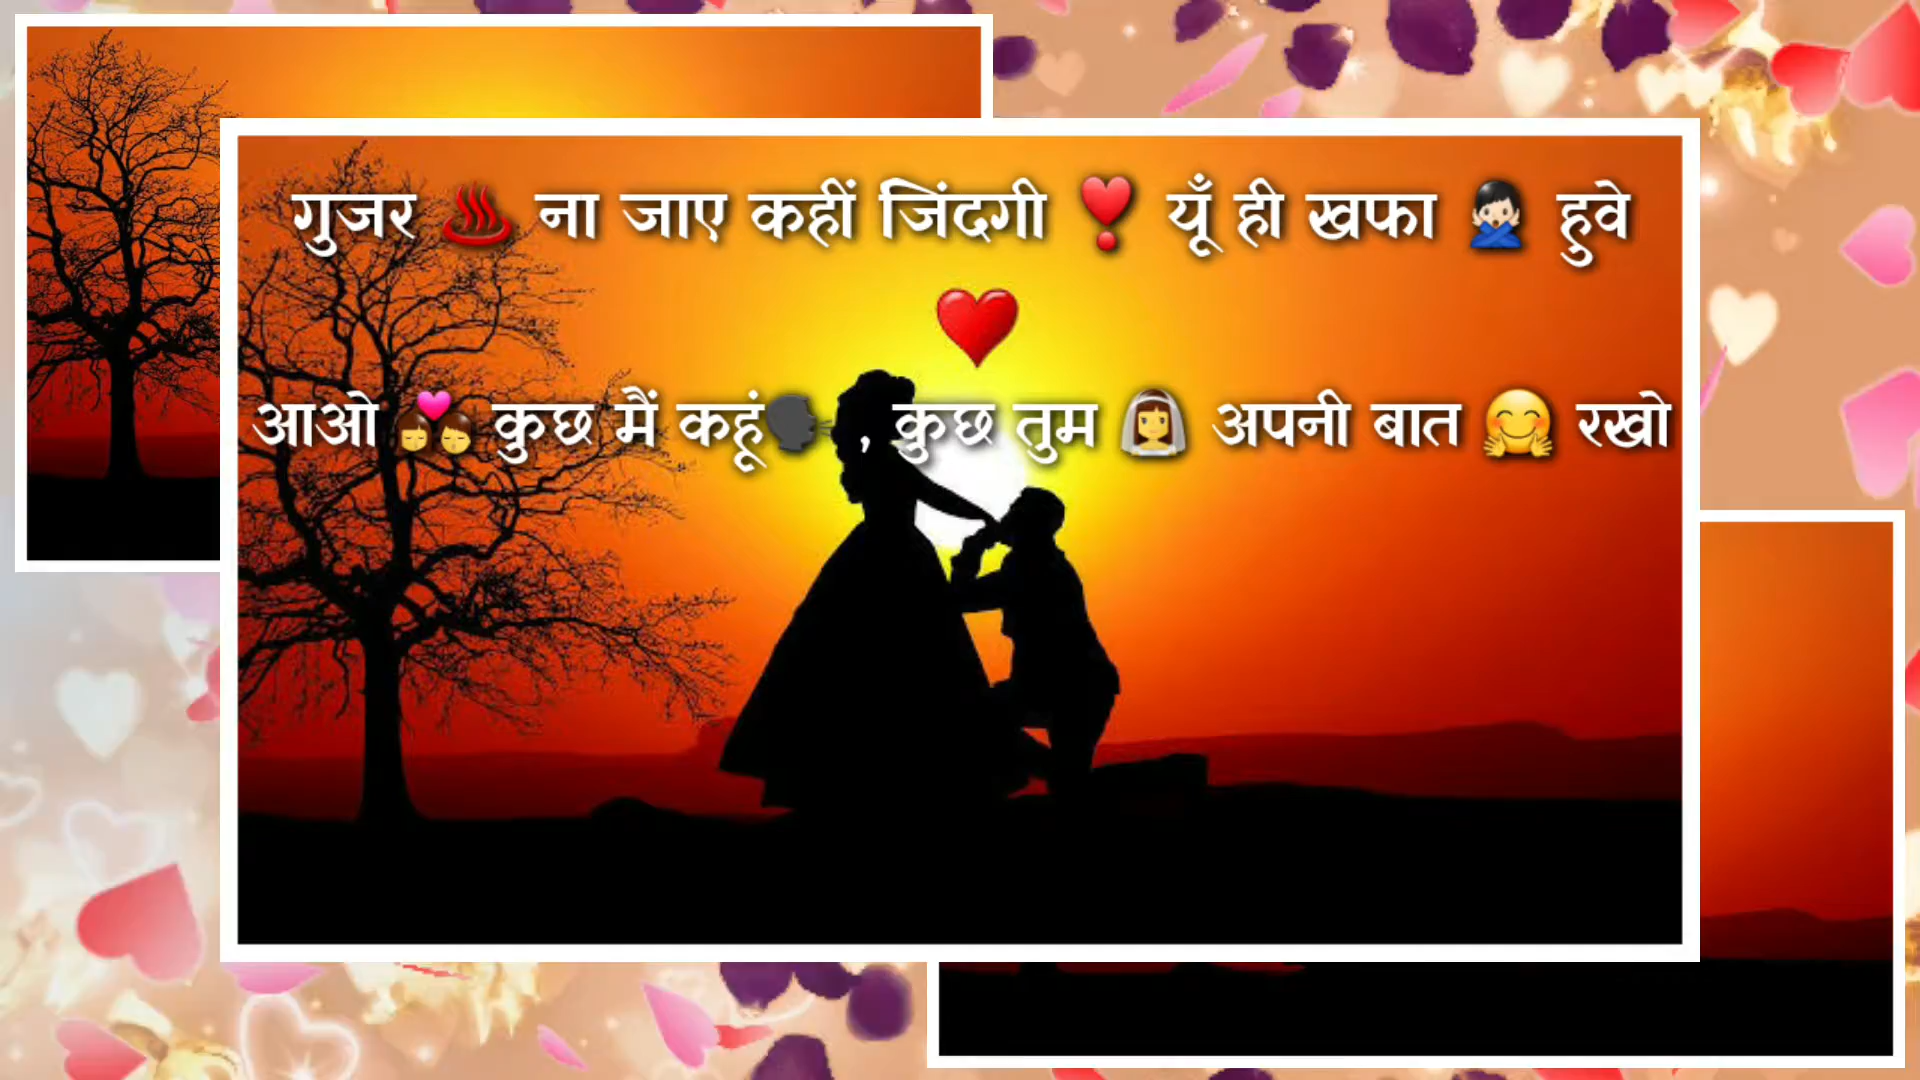 गुजर ♨️ ना जाए कहीं जिंदगी ❣️ यूँ ही खफा 🙅🏻‍♂️ हुवे
❤️
आओ 💏 कुछ मैं कहूं🗣️, कुछ तुम 👰 अपनी बात 🤗 रखो